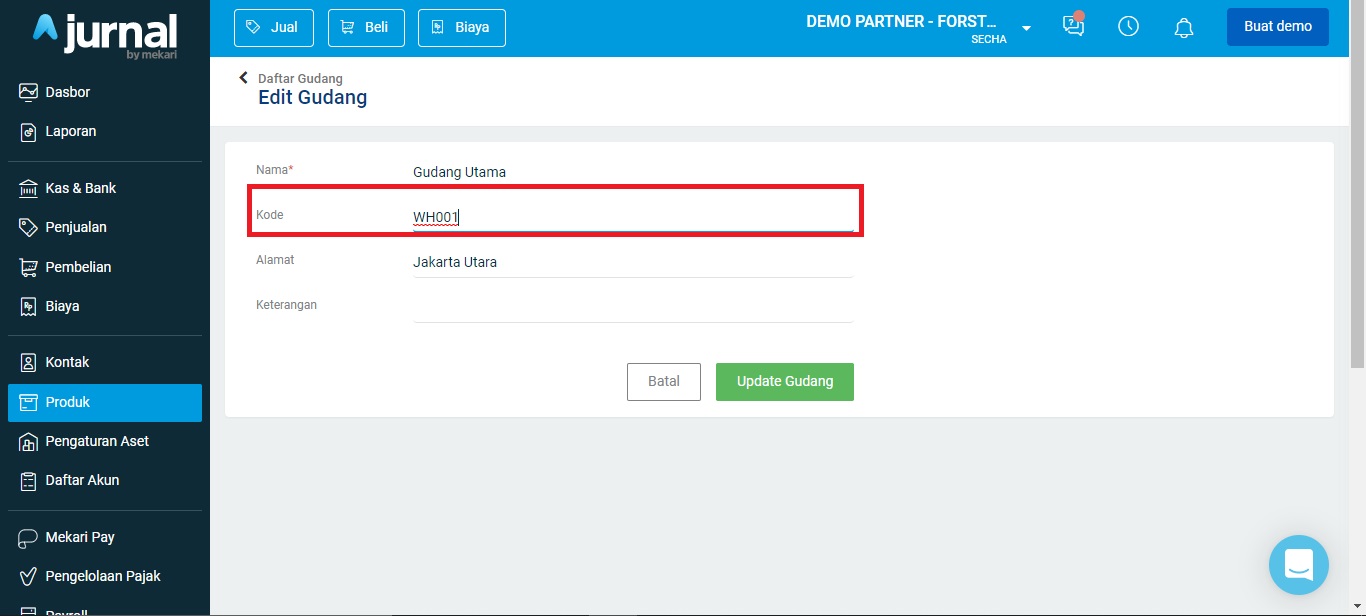 jurnal
by mekari
Jual
Beli
Biaya
DEMO PARTNER - FORST...
SECHA
Buat demo
Dasbor
Laporan
Kas & Bank
Penjualan
Pembelian
Biaya
Kontak
Produk
Pengaturan Aset
Daftar Akun
Mekari Pay
Pengelolaan Pajak
Payroll
Daftar Gudang
Edit Gudang
Nama* Gudang Utama
Kode WH001
Alamat Jakarta Utara
Keterangan
Batal Update Gudang